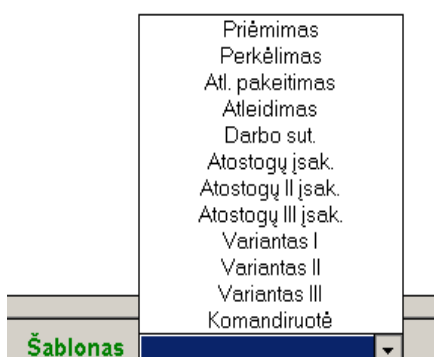 Priėmimas
Perkėlimas
Atl. pakeitimas
Atleidimas
Darbo sut.
Atostogų įsak.
Atostogų II įsak.
Atostogų III įsak.
Variantas I
Variantas II
Variantas III
Komandiruotė
Šablonas